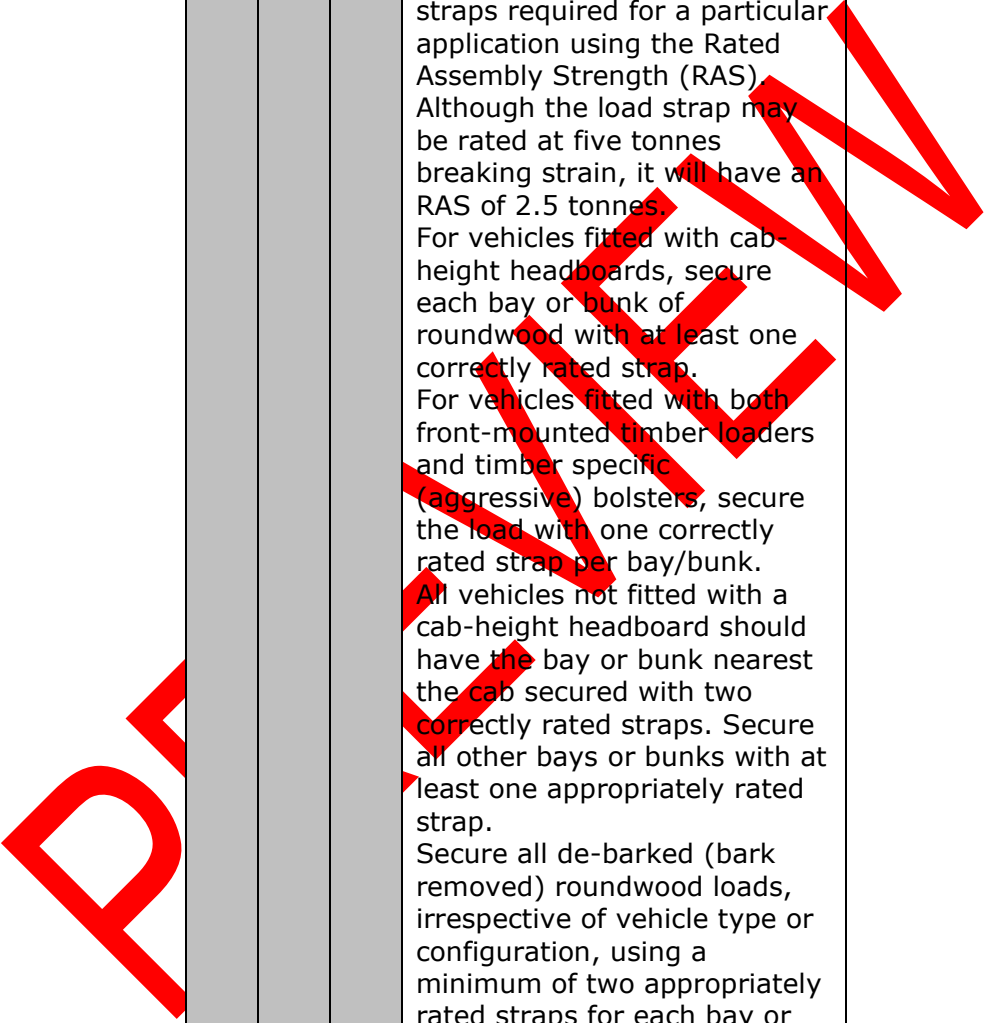 straps required for a particular
application using the Rated
Assembly Strength (RAS).
Although the load strap may
be rated at five tonnes
breaking strain, it will have an
RAS of 2.5 tonnes.
For vehicles fitted with cab-
height headboards, secure
each bay or bunk of
roundwood with at least one
correctly rated strap.
For vehicles fitted with both
front-mounted timber loaders
and timber specific
(aggressive) bolsters, secure
the load with one correctly
rated strap per bay/bunk.
All vehicles not fitted with a
cab-height headboard should
have the bay or bunk nearest
the cab secured with two
correctly rated straps. Secure
all other bays or bunks with at
least one appropriately rated
strap.
Secure all de-barked (bark
removed) roundwood loads,
irrespective of vehicle type or
configuration, using a
minimum of two appropriately
rated straps for each bay or
PREVIEW